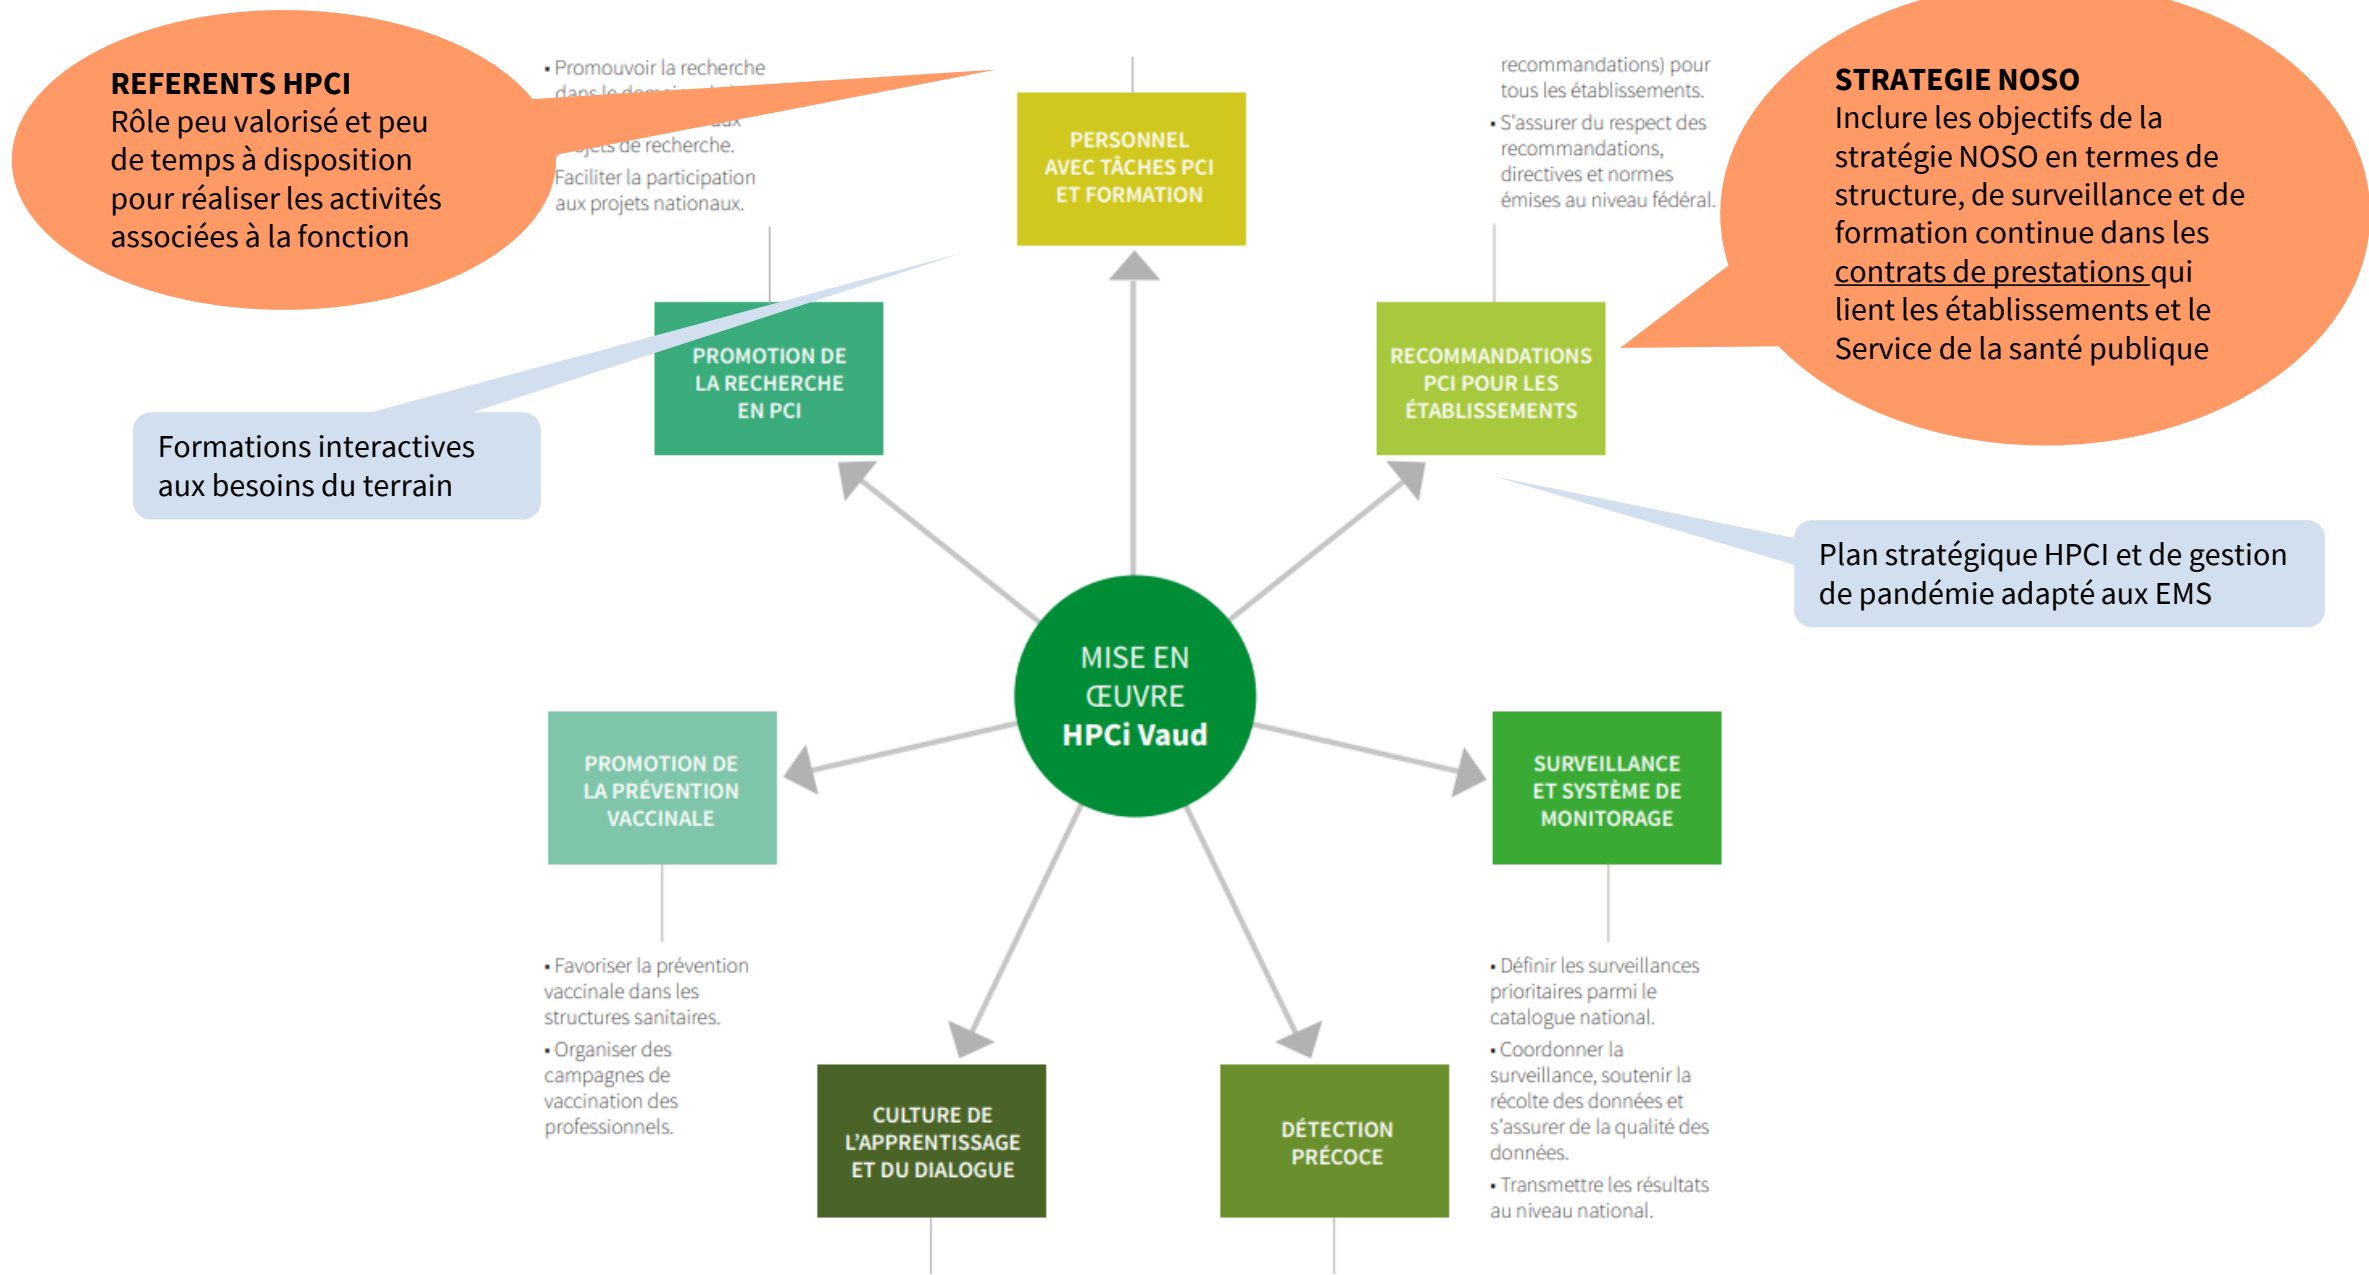 REFERENTS HPCI
Rôle peu valorisé et peu
de temps à disposition
pour réaliser les activités
associées à la fonction
▪ Promouvoir la recherche
de recherche.
Faciliter la participation
aux projets nationaux.
PERSONNEL
AVEC TÂCHES PCI
ET FORMATION
recommandations) pour
tous les établissements.
▪ S'assurer du respect des
recommandations,
directives et normes
émises au niveau fédéral.
STRATEGIE NOSO
Inclure les objectifs de la
stratégie NOSO en termes de
structure, de surveillance et de
formation continue dans les
contrats de prestations qui
lient les établissements et le
Service de la santé publique
PROMOTION DE
LA RECHERCHE
EN PCI
RECOMMANDATIONS
PCI POUR LES
ÉTABLISSEMENTS
Formations interactives
aux besoins du terrain
Plan stratégique HPCI et de gestion
de pandémie adapté aux EMS
MISE EN
ŒUVRE
HPCi Vaud
PROMOTION DE
LA PRÉVENTION
VACCINALE
SURVEILLANCE
ET SYSTÈME DE
MONITORAGE
▪ Favoriser la prévention
vaccinale dans les
structures sanitaires.
▪ Organiser des
campagnes de
vaccination des
professionnels.
▪ Définir les surveillances
prioritaires parmi le
catalogue national.
▪ Coordonner la
surveillance, soutenir la
récolte des données et
s'assurer de la qualité des
données.
▪ Transmettre les résultats
au niveau national.
CULTURE DE
L'APPRENTISSAGE
ET DU DIALOGUE
DÉTECTION
PRÉCOCE